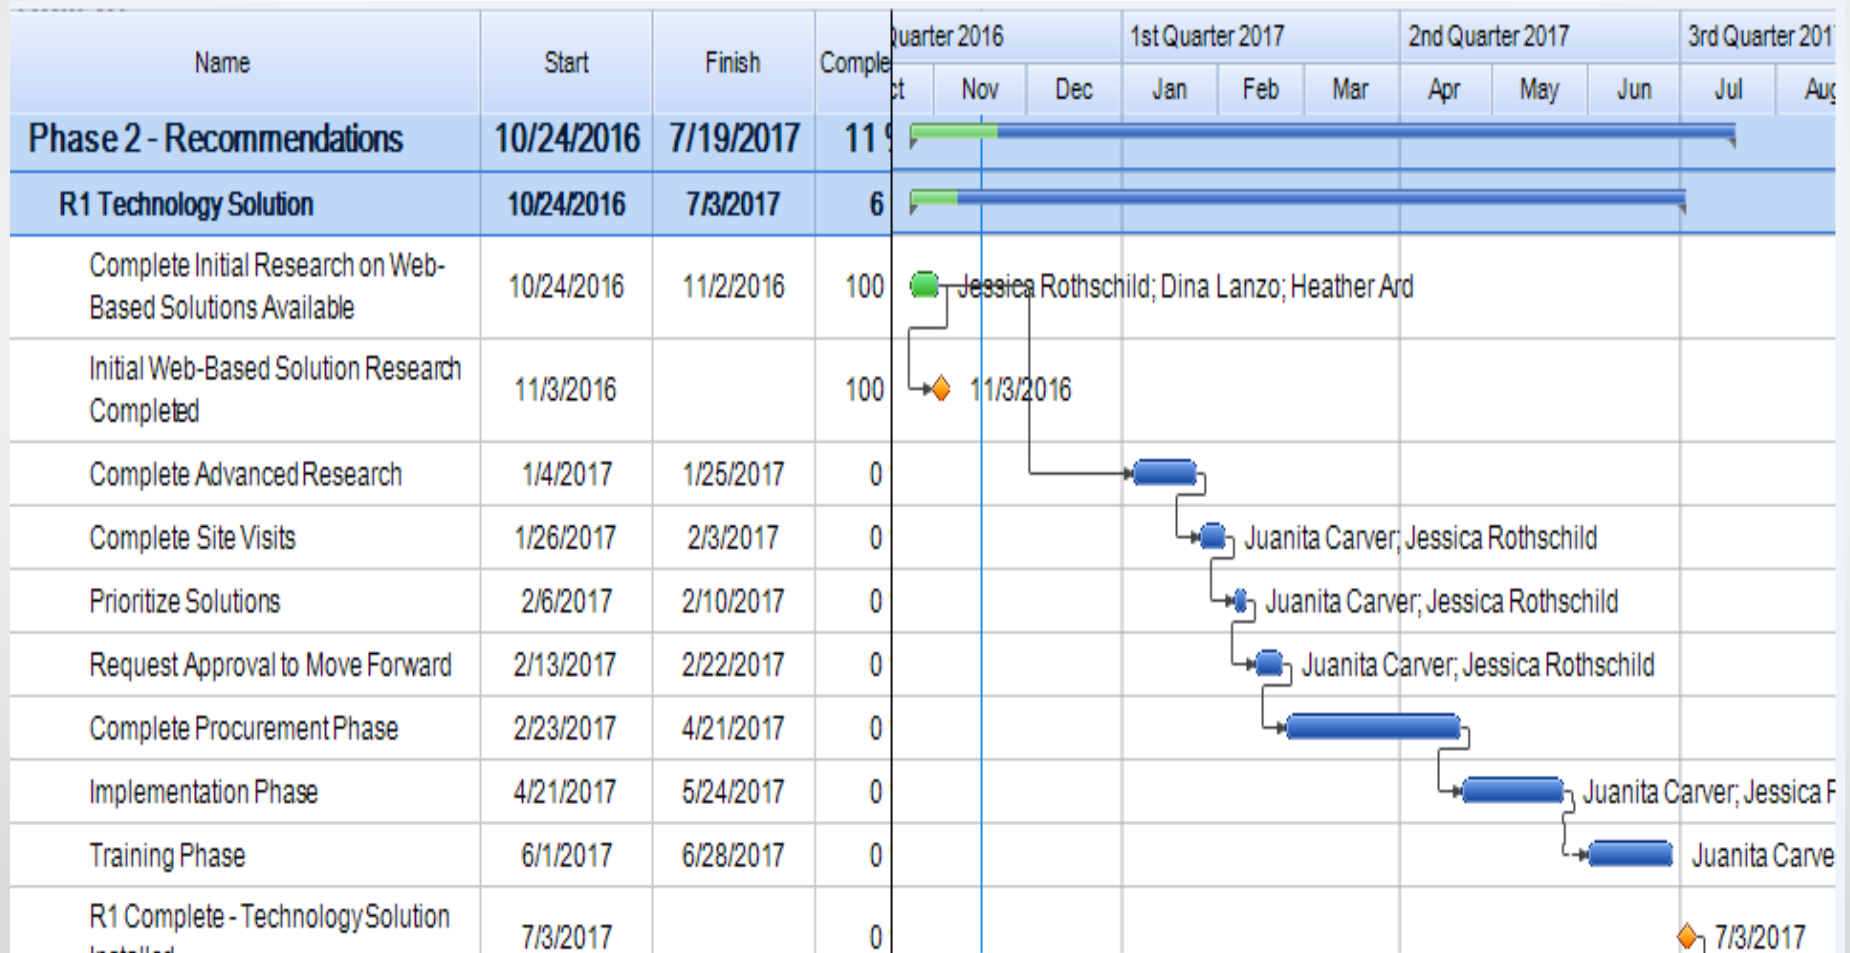 Name Start Finish Comple
Quarter 2016 1st Quarter 2017 2nd Quarter 2017 3rd Quarter 201
ct Nov Dec Jan Feb Mar Apr May Jun Jul Aug
Phase 2 - Recommendations 10/24/2016 7/19/2017 11 %
R1 Technology Solution 10/24/2016 7/3/2017 6
Complete Initial Research on Web-
Based Solutions Available 10/24/2016 11/2/2016 100 Jessica Rothschild; Dina Lanzo; Heather Ard
Initial Web-Based Solution Research
Completed 11/3/2016 100 11/3/2016
Complete Advanced Research 1/4/2017 1/25/2017 0
Complete Site Visits 1/26/2017 2/3/2017 0 Juanita Carver; Jessica Rothschild
Prioritize Solutions 2/6/2017 2/10/2017 0 Juanita Carver; Jessica Rothschild
Request Approval to Move Forward 2/13/2017 2/22/2017 0 Juanita Carver; Jessica Rothschild
Complete Procurement Phase 2/23/2017 4/21/2017 0
Implementation Phase 4/21/2017 5/24/2017 0 Juanita Carver; Jessica R
Training Phase 6/1/2017 6/28/2017 0 Juanita Carve
R1 Complete - Technology Solution
7/3/2017 0 7/3/2017